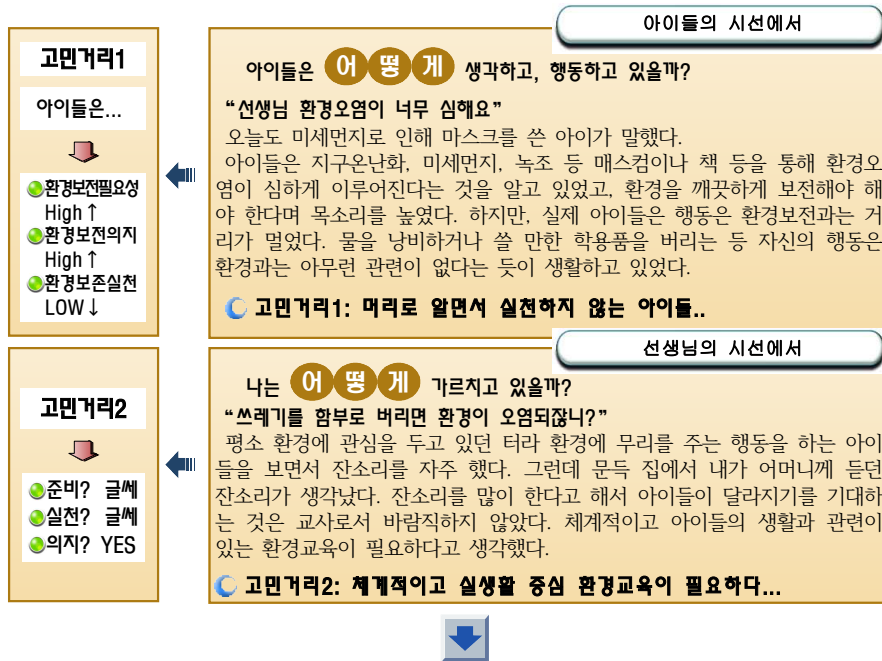 아이들의 시선에서
고민거리1
아이들은...
환경보전필요성
High ↑
환경보전의지
High ↑
환경보존실천
LOW ↓
아이들은 어떻게 생각하고, 행동하고 있을까?
“선생님 환경오염이 너무 심해요”
오늘도 미세먼지로 인해 마스크를 쓴 아이가 말했다.
아이들은 지구온난화, 미세먼지, 녹조 등 매스컴이나 책 등을 통해 환경오
염이 심하게 이루어진다는 것을 알고 있었고, 환경을 깨끗하게 보전해야 해
야 한다며 목소리를 높였다. 하지만, 실제 아이들은 행동은 환경보전과는 거
리가 멀었다. 물을 낭비하거나 쓸 만한 학용품을 버리는 등 자신의 행동은
환경과는 아무런 관련이 없다는 듯이 생활하고 있었다.
고민거리1: 머리로 알면서 실천하지 않는 아이들..
선생님의 시선에서
고민거리2
준비? 글쎄
실천? 글쎄
의지? YES
나는 어떻게 가르치고 있을까?
“쓰레기를 함부로 버리면 환경이 오염되잖니?”
평소 환경에 관심을 두고 있던 터라 환경에 무리를 주는 행동을 하는 아이
들을 보면서 잔소리를 자주 했다. 그런데 문득 집에서 내가 어머니께 듣던
잔소리가 생각났다. 잔소리를 많이 한다고 해서 아이들이 달라지기를 기대하
는 것은 교사로서 바람직하지 않았다. 체계적이고 아이들의 생활과 관련이
있는 환경교육이 필요하다고 생각했다.
고민거리2: 체계적이고 실생활 중심 환경교육이 필요하다...